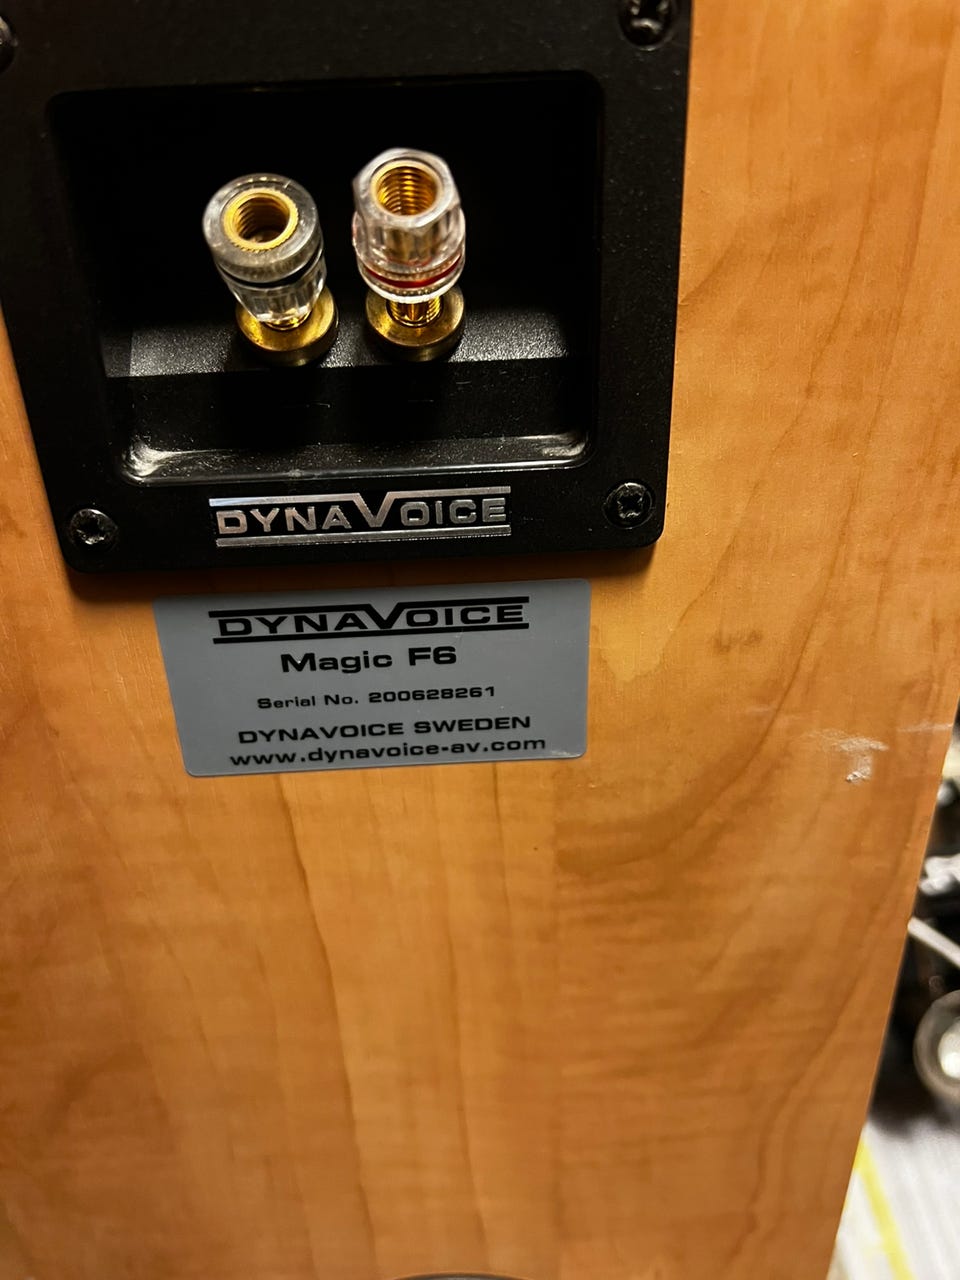 DYNAVOICE
DYNAVOICE
Magic F6
Serial No. 200628261
DYNAVOICE SWEDEN
www.dynavoice-av.com